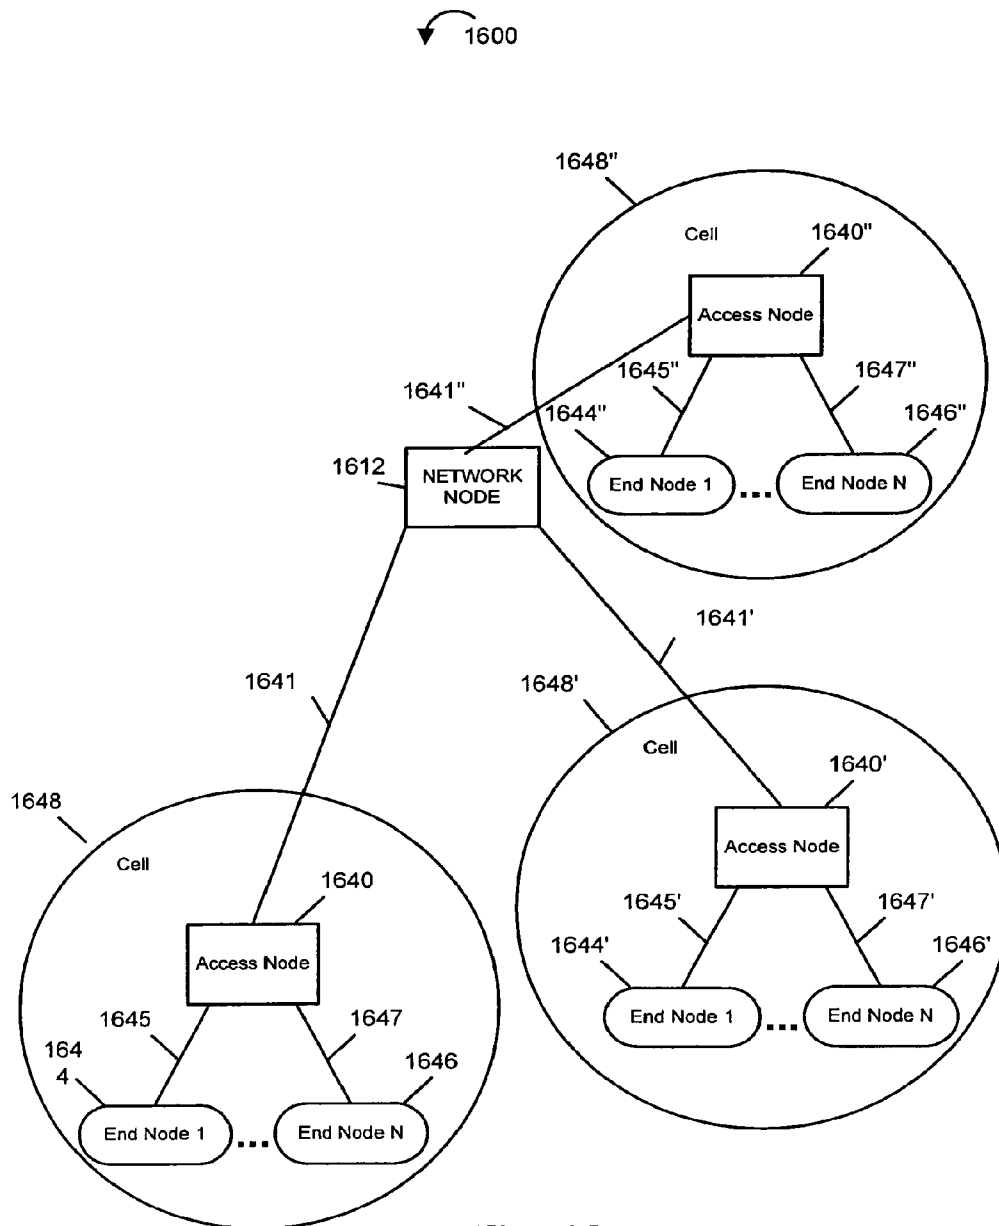 1600
1648"
Cell
1640"
Access Node
1645"
1647"
1641"
1644"
1646"
1612
NETWORK
NODE
End Node 1
...
End Node N
1641'
1641
1648'
Cell
1640'
1648
Access Node
Cell
1640
1645'
1647'
1644'
1646'
Access Node
End Node 1
...
End Node N
1645
1647
164
4
1646
End Node 1
...
End Node N